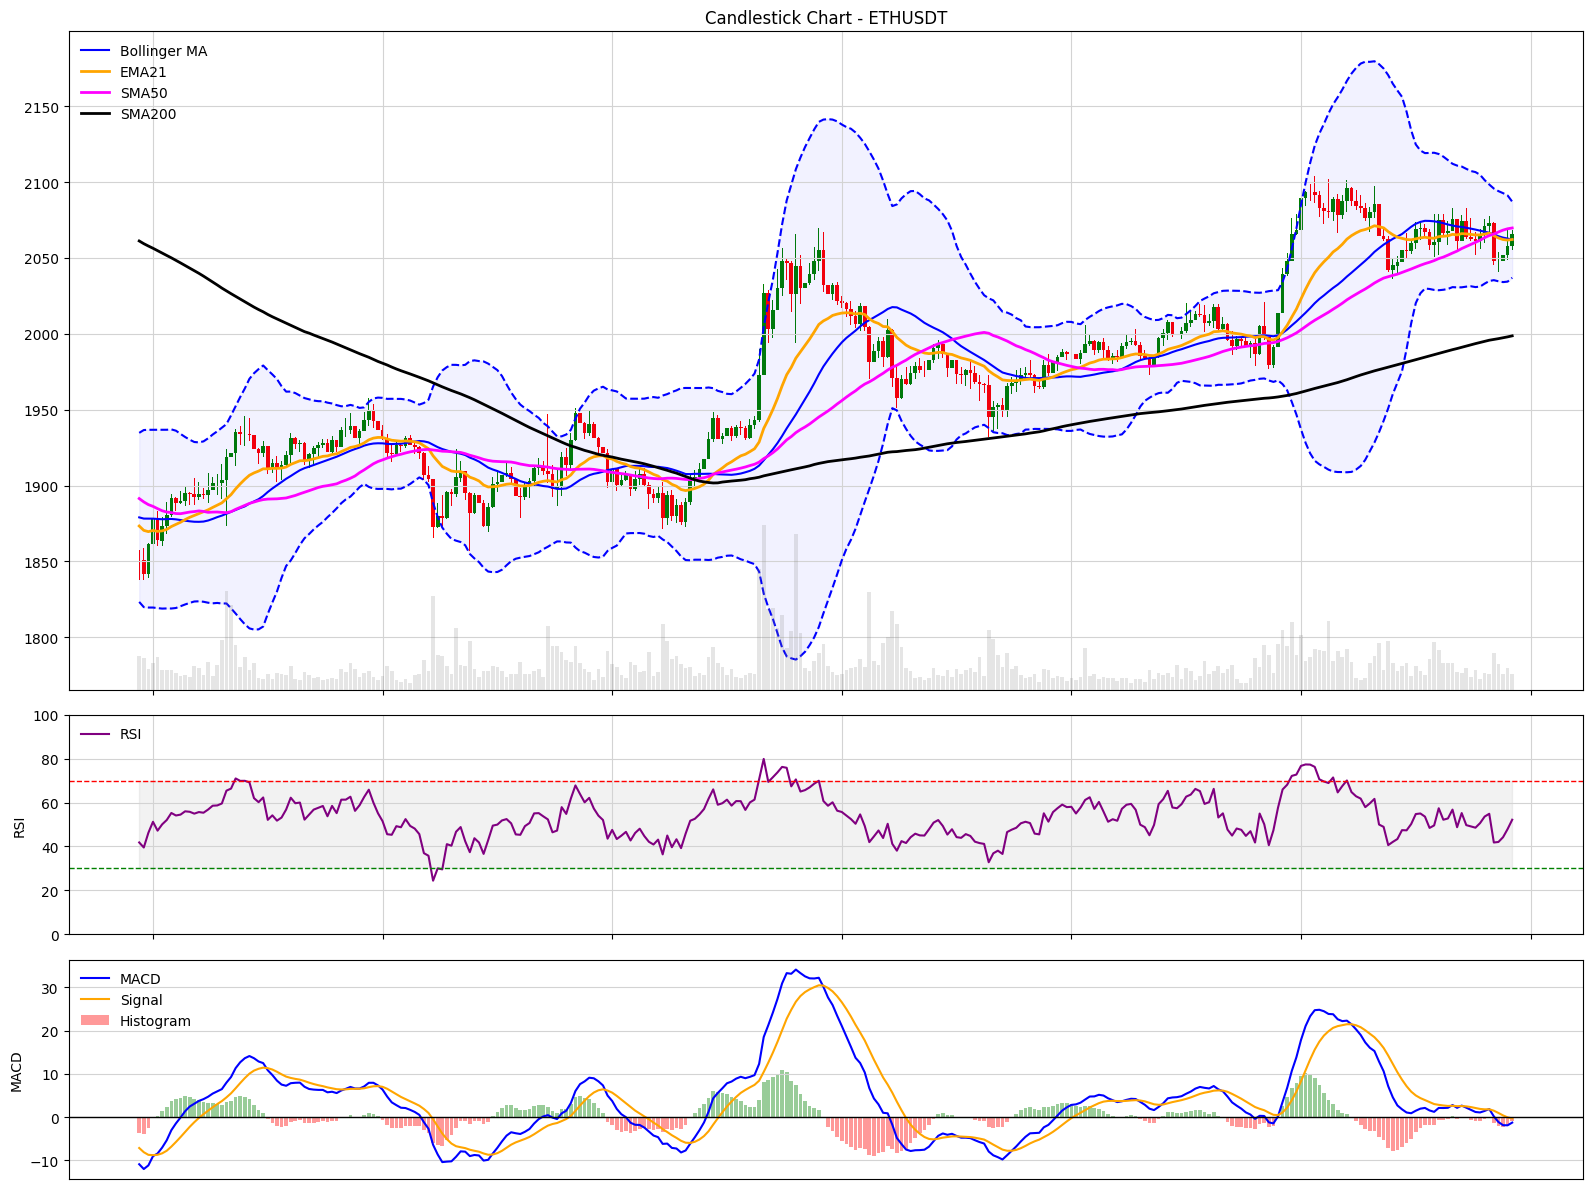 Candlestick Chart - ETHUSDT
Bollinger MA
EMA21
SMA50
SMA200
2150
2100
2050
2000
1950
1900
1850
1800
RSI
100
80
60
40
20
0
RSI
MACD
Signal
Histogram
30
20
10
0
−10
MACD